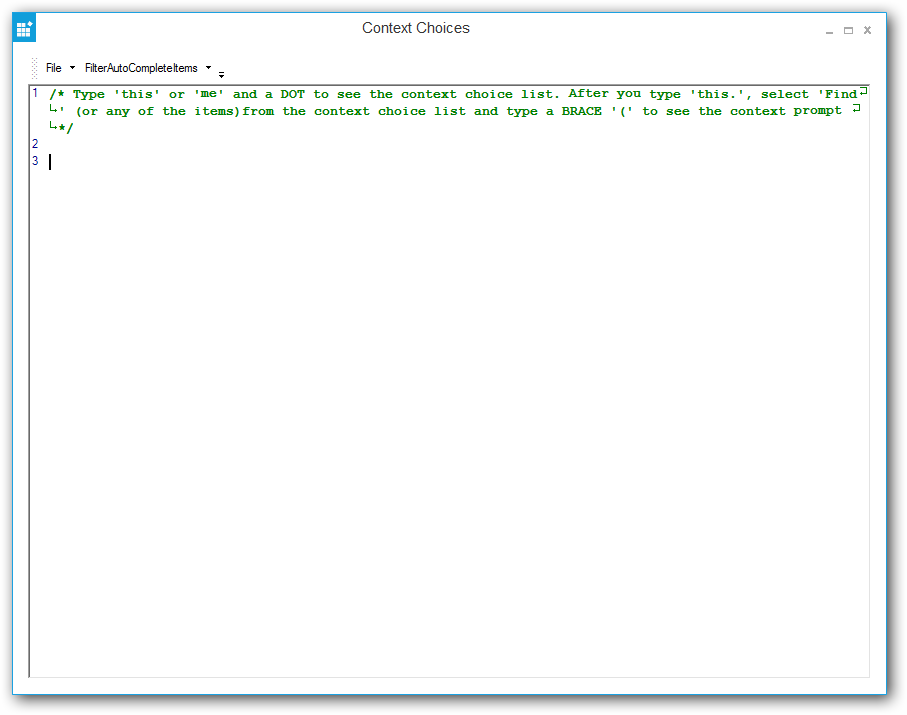 Context Choices
File FilterAutoCompleteItems
1 /* Type 'this' or 'me' and a DOT to see the context choice list. After you type 'this.', select 'Find
' (or any of the items)from the context choice list and type a BRACE '(' to see the context prompt
*/
2
3